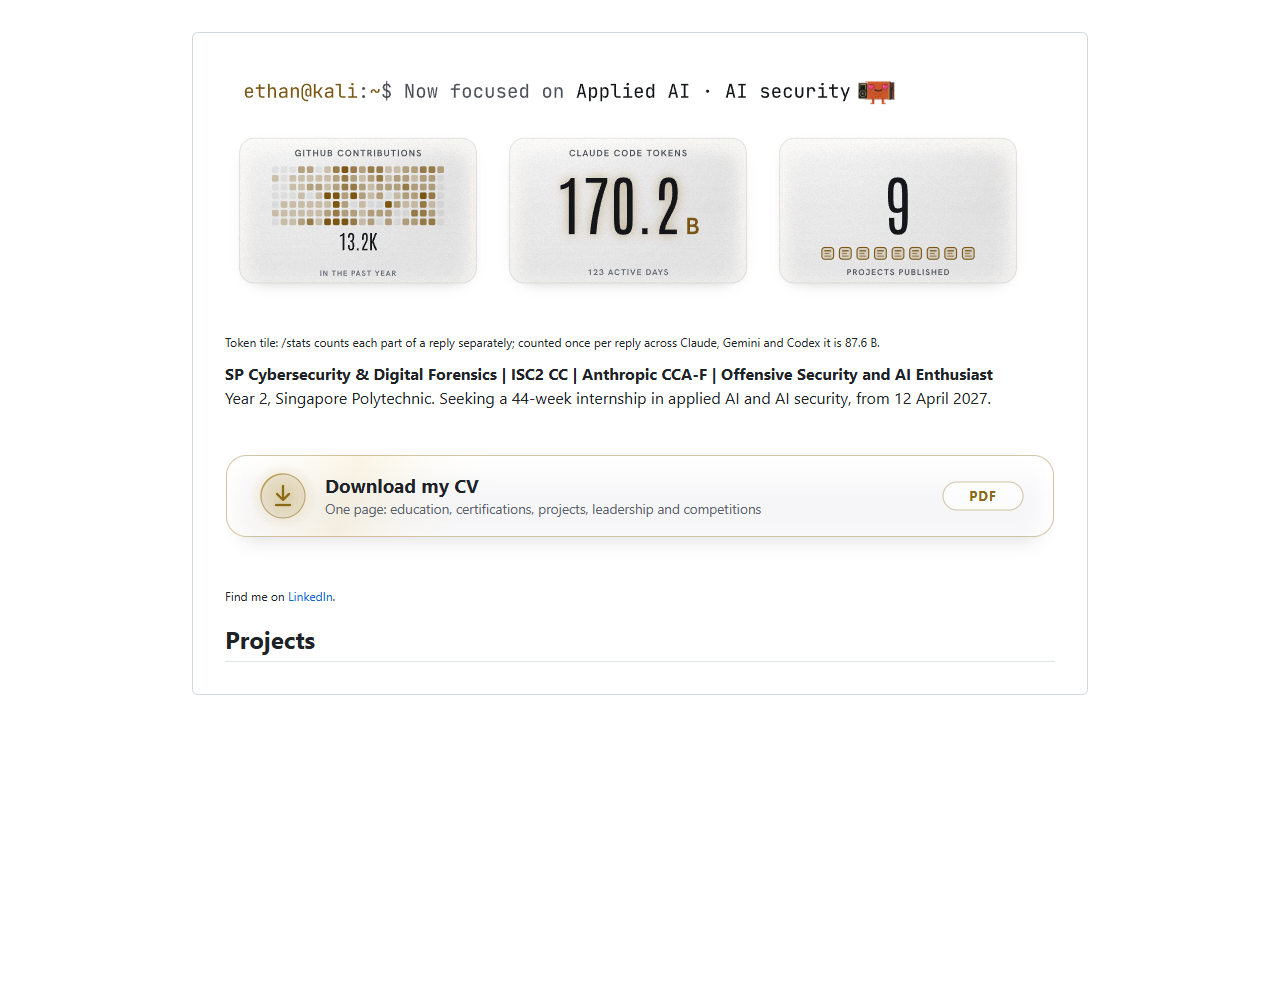 ethan@kali:~$ Now focused on Applied AI · AI security
GITHUB CONTRIBUTIONS
13.2K
IN THE PAST YEAR
CLAUDE CODE TOKENS
170.2 B
123 ACTIVE DAYS
9
PROJECTS PUBLISHED
Token tile: /stats counts each part of a reply separately; counted once per reply across Claude, Gemini and Codex it is 87.6 B.
SP Cybersecurity & Digital Forensics | ISC2 CC | Anthropic CCA-F | Offensive Security and AI Enthusiast
Year 2, Singapore Polytechnic. Seeking a 44-week internship in applied AI and AI security, from 12 April 2027.
Download my CV
One page: education, certifications, projects, leadership and competitions
PDF
Find me on LinkedIn.
Projects